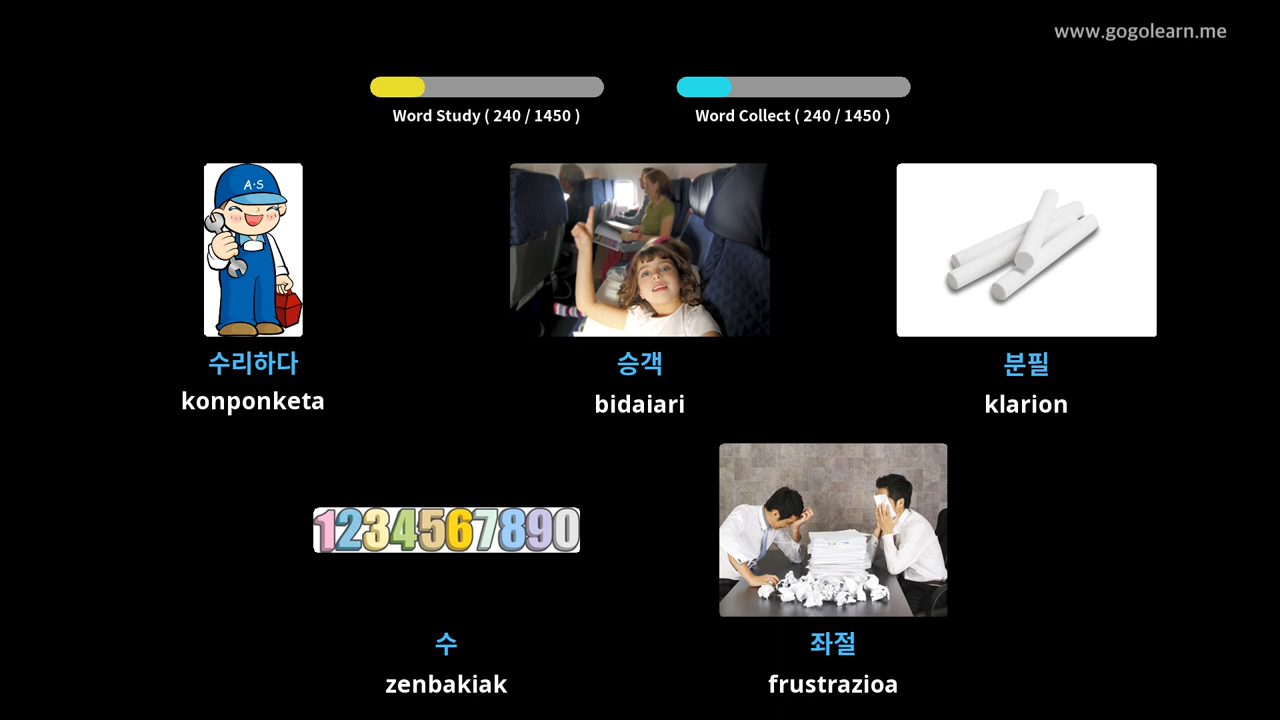 www.gogolearn.me
Word Study ( 240 / 1450 )
Word Collect ( 240 / 1450 )
A·S
수리하다
konponketa
승객
bidaiari
분필
klarion
1234567890
수
zenbakiak
좌절
frustrazioa